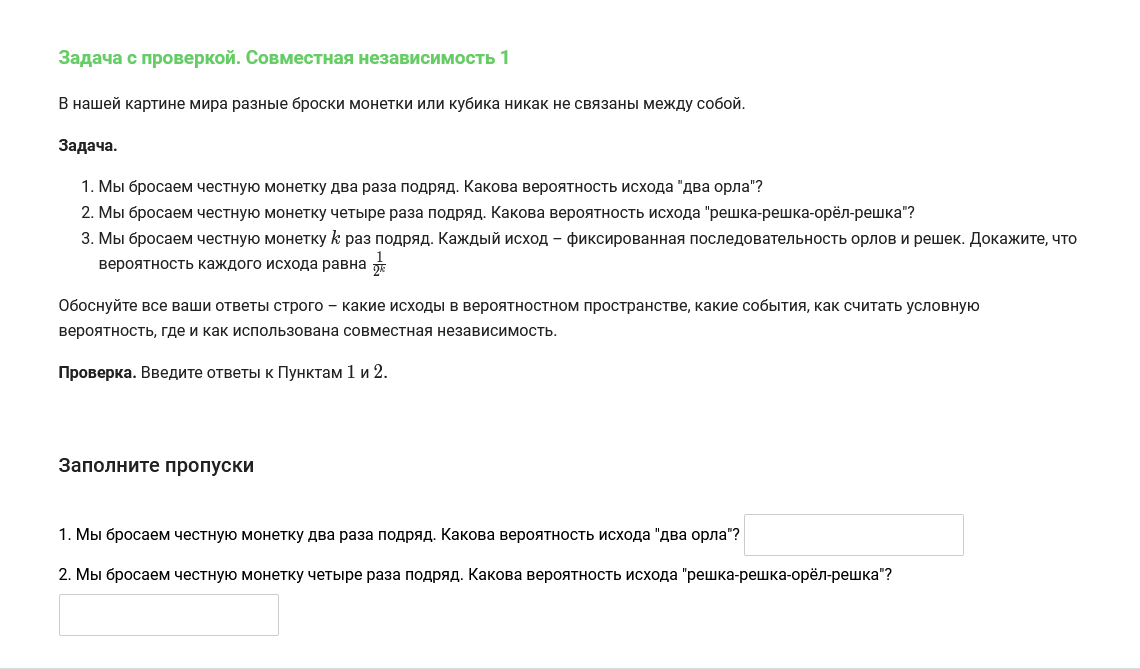 Задача с проверкой. Совместная независимость 1
В нашей картине мира разные броски монетки или кубика никак не связаны между собой.
Задача.
1. Мы бросаем честную монетку два раза подряд. Какова вероятность исхода "два орла"?
2. Мы бросаем честную монетку четыре раза подряд. Какова вероятность исхода "решка-решка-орёл-решка"?
3. Мы бросаем честную монетку k раз подряд. Каждый исход – фиксированная последовательность орлов и решек. Докажите, что
вероятность каждого исхода равна $\frac{1}{2^k}$
Обоснуйте все ваши ответы строго – какие исходы в вероятностном пространстве, какие события, как считать условную
вероятность, где и как использована совместная независимость.
Проверка. Введите ответы к Пунктам 1 и 2.
Заполните пропуски
1. Мы бросаем честную монетку два раза подряд. Какова вероятность исхода "два орла"?
2. Мы бросаем честную монетку четыре раза подряд. Какова вероятность исхода "решка-решка-орёл-решка"?